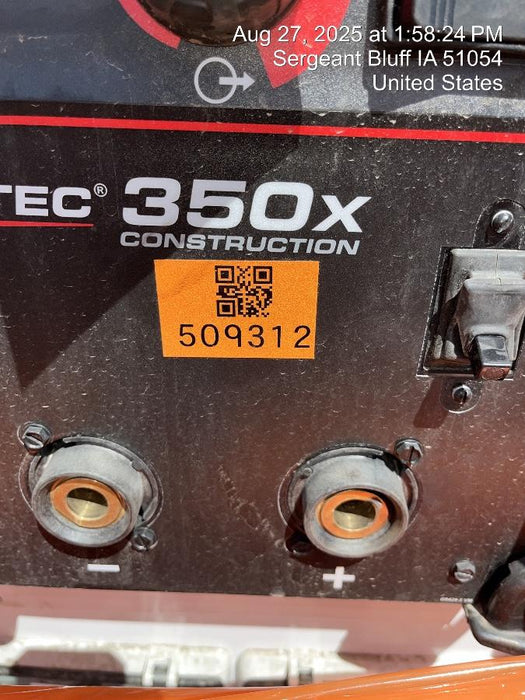 Aug 27, 2025 at 1:58:24 PM
Sergeant Bluff IA 51054
United States
TEC® 350X
CONSTRUCTION
509312
- +